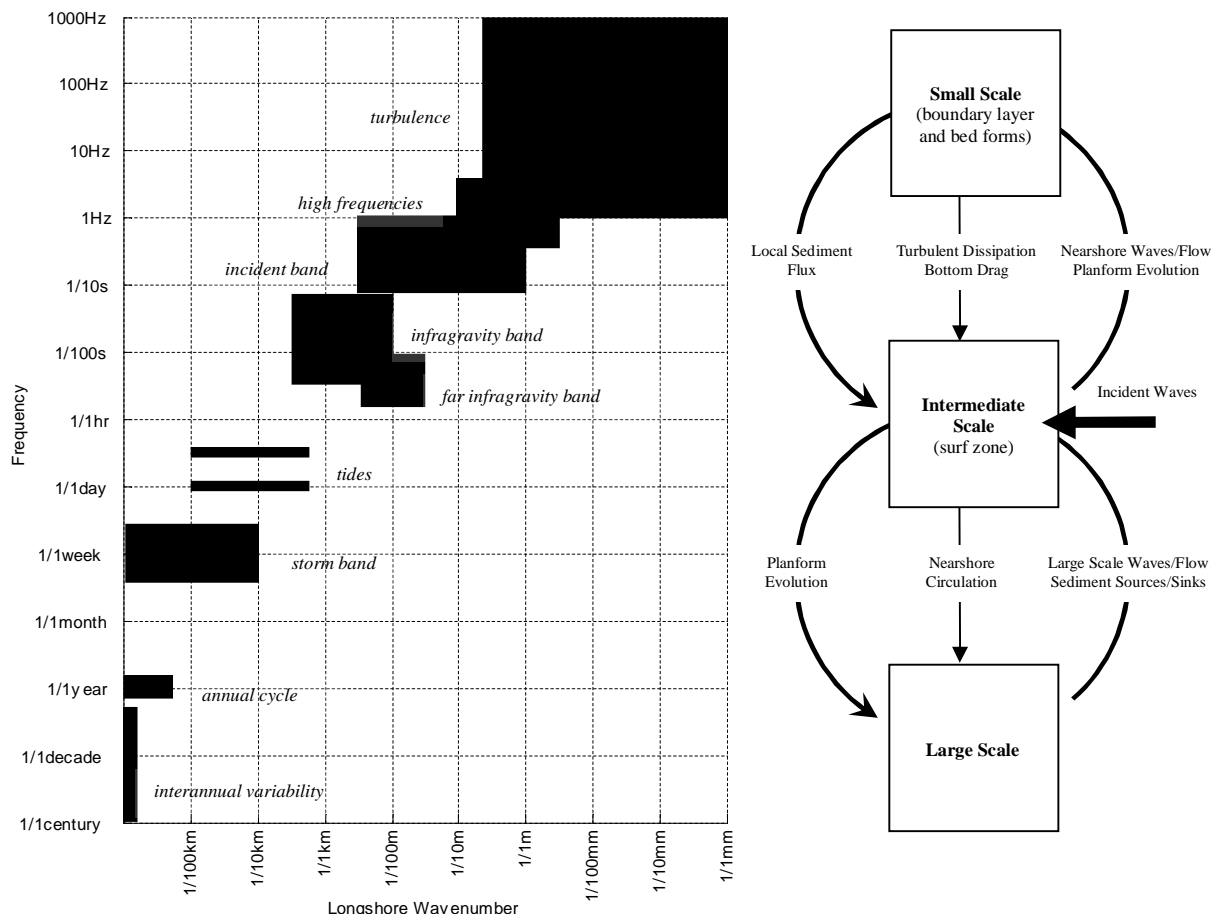 1000Hz
100Hz
10Hz
1Hz
1/10s
1/100s
1/1hr
1/1day
1/1week
1/1month
1/1y ear
1/1decade
1/1century
Frequency
turbulence
high frequencies
incident band
infragravity band
far infragravity band
tides
storm band
annual cycle
interannual variability
1/100km
1/10km
1/1km
1/100m
1/10m
1/1m
1/100mm
1/10mm
1/1mm
Longshore Wavenumber
Small Scale
(boundary layer
and bed forms)
Local Sediment
Flux
Turbulent Dissipation
Bottom Drag
Nearshore Waves/Flow
Planform Evolution
Intermediate
Scale
(surf zone)
Incident Waves
Planform
Evolution
Nearshore
Circulation
Large Scale Waves/Flow
Sediment Sources/Sinks
Large Scale